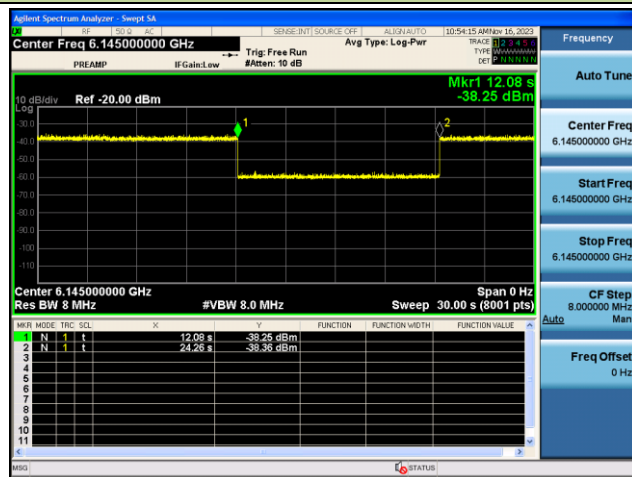 Agilent Spectrum Analyzer - Swept SA
RF 50 Ω AC SENSE:INT SOURCE OFF ALIGNAUTO 10:54:15 AM Nov 16, 2023
Center Freq 6.145000000 GHz Avg Type: Log-Pwr TRACE 1 2 3 4 5 6
Trig: Free Run TYPE
PREAMP IFGain:Low #Atten: 10 dB DET P N N N N N
Mkr1 12.08 s
10 dB/div Ref -20.00 dBm -38.25 dBm
Log
-30.0
1 2
-40.0
-50.0
-60.0
-70.0
-80.0
-90.0
-100
-110
Center 6.145000000 GHz Span 0 Hz
Res BW 8 MHz #VBW 8.0 MHz Sweep 30.00 s (8001 pts)
MKR MODE TRC SCL X Y FUNCTION FUNCTION WIDTH FUNCTION VALUE
1 N 1 t 12.08 s -38.25 dBm
2 N 1 t 24.26 s -38.36 dBm
3
4
5
6
7
8
9
10
11
MSG STATUS
Frequency
Auto Tune
Center Freq
6.145000000 GHz
Start Freq
6.145000000 GHz
Stop Freq
6.145000000 GHz
CF Step
8.000000 MHz
Auto Man
Freq Offset
0 Hz